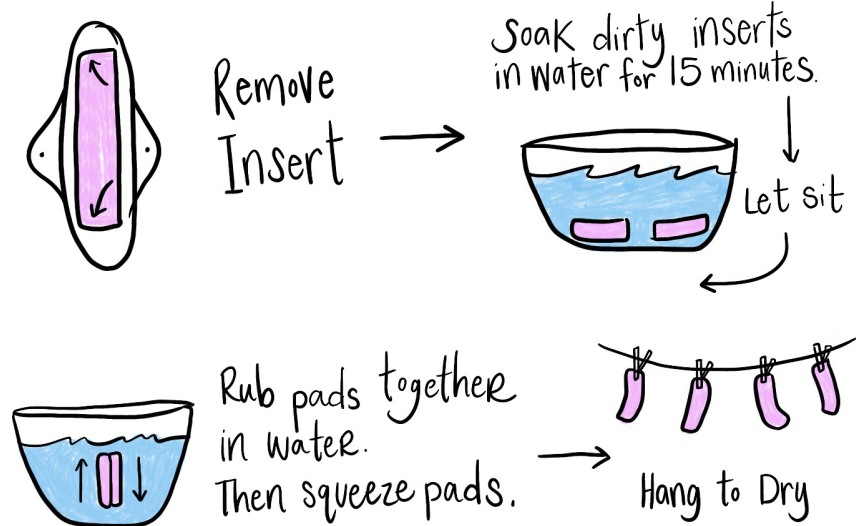 Remove
Insert
Soak dirty inserts
in water for 15 minutes.
Let sit
Rub pads together
in water.
Then squeeze pads.
Hang to Dry